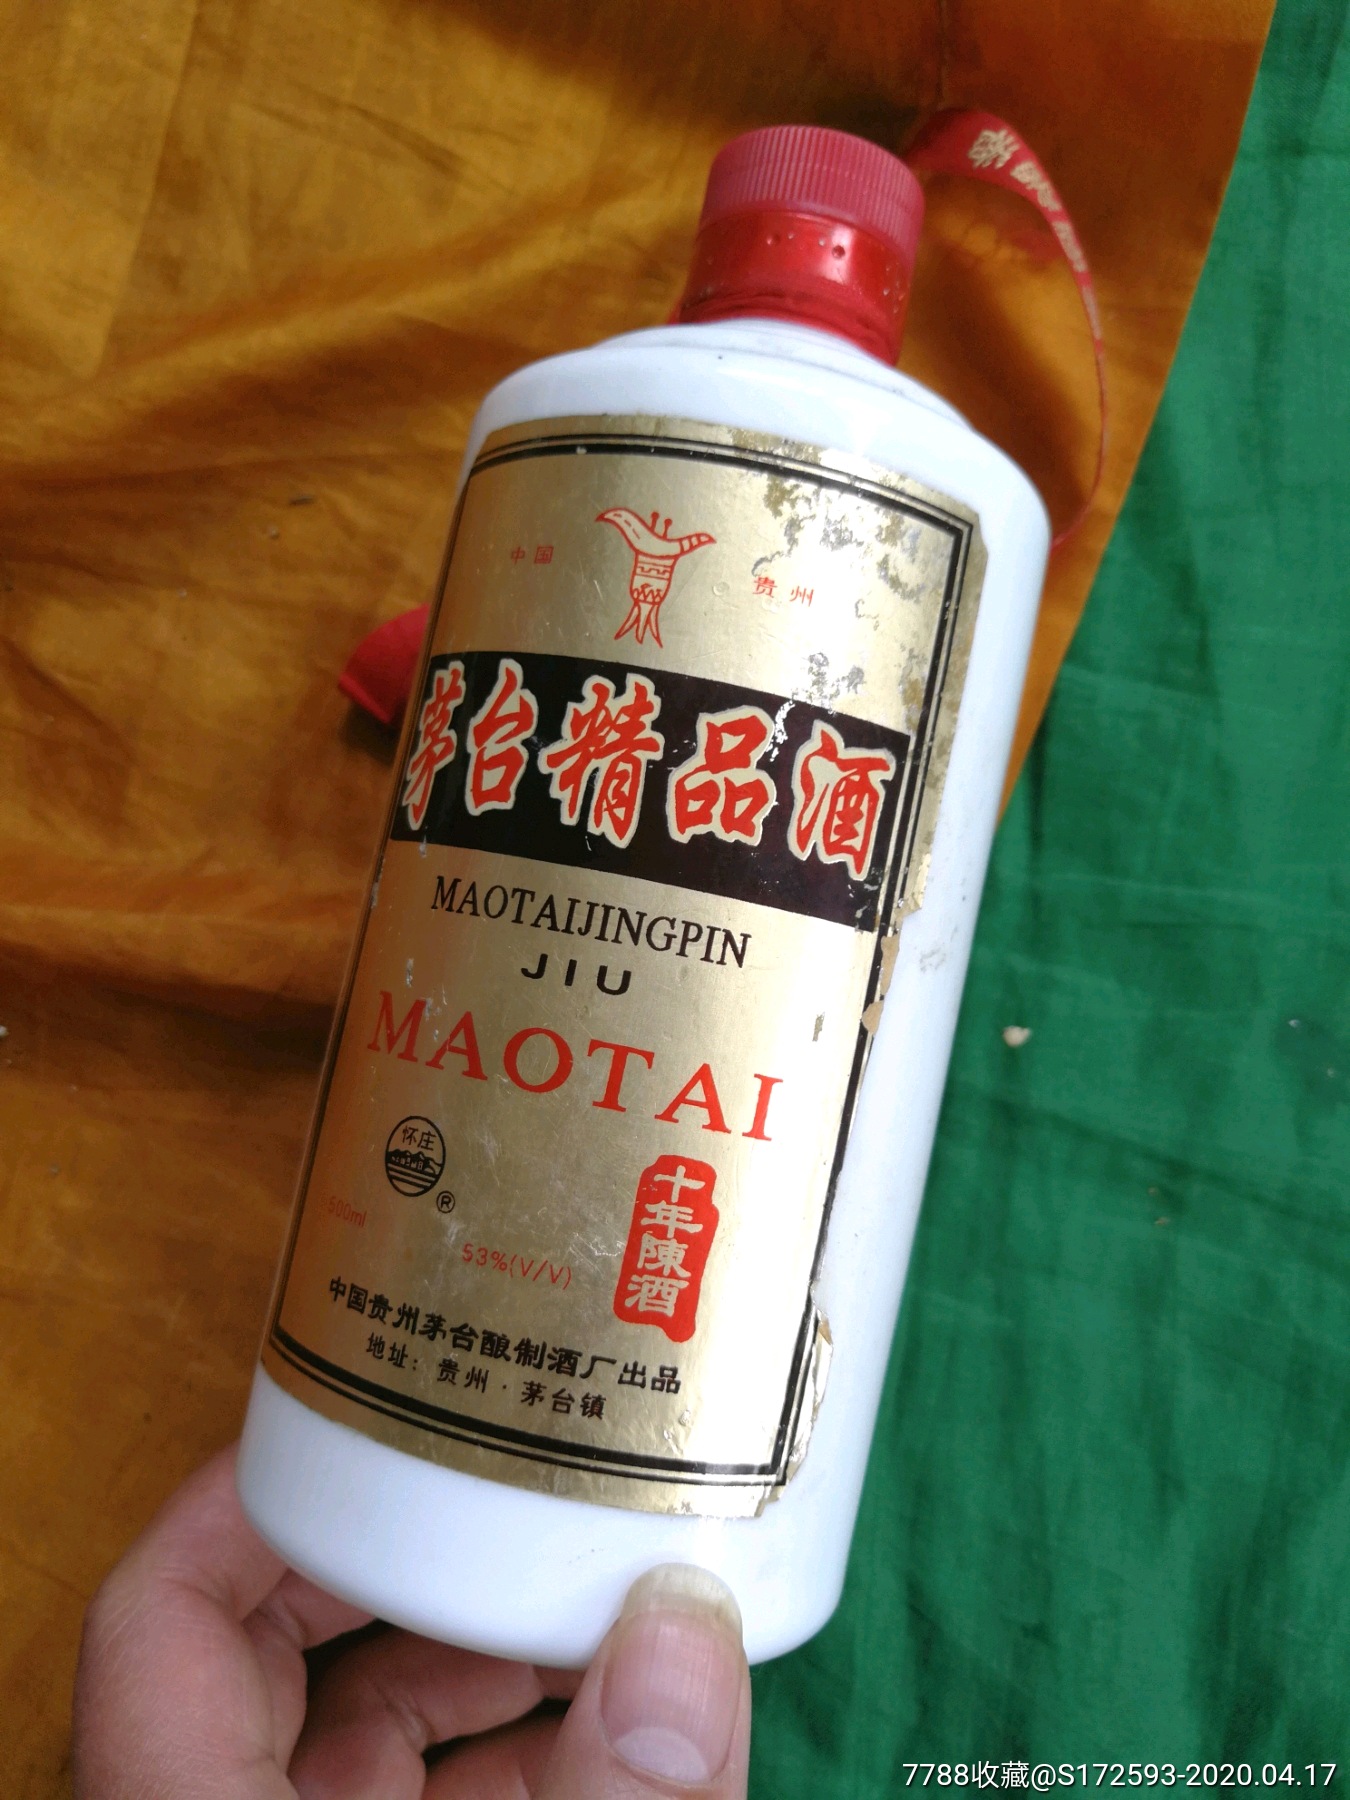 中国
贵州
茅台精品酒
MAOTAIJINGPIN
JIU
MAOTAI
怀庄
®
500ml
53%(V/V)
十年陳酒
中国贵州茅台酿制酒厂出品
地址：贵州·茅台镇
7788收藏@S172593-2020.04.17